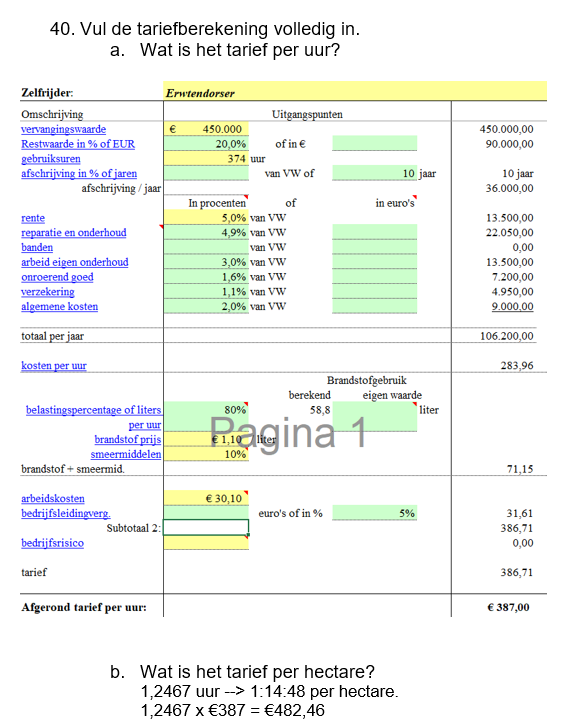 40. Vul de tariefberekening volledig in.
a. Wat is het tarief per uur?
Zelfrijder: Erwtendorser
Omschrijving Uitgangspunten
vervangingswaarde € 450.000 450.000,00
Restwaarde in % of EUR 20,0% of in € 90.000,00
gebruiksuren 374 uur
afschrijving in % of jaren van VW of 10 jaar 10 jaar
afschrijving / jaar 36.000,00
In procenten of in euro's
rente 5,0% van VW 13.500,00
reparatie en onderhoud 4,9% van VW 22.050,00
banden van VW 0,00
arbeid eigen onderhoud 3,0% van VW 13.500,00
onroerend goed 1,6% van VW 7.200,00
verzekering 1,1% van VW 4.950,00
algemene kosten 2,0% van VW 9.000,00
totaal per jaar 106.200,00
kosten per uur 283,96
Brandstofgebruik
berekend eigen waarde
belastingspercentage of liters 80% 58,8 liter
per uur
Pagina 1
brandstof prijs € 1,10 liter
smeermiddelen 10%
brandstof + smeermid. 71,15
arbeidskosten € 30,10
bedrijfsleidingverg. euro's of in % 5% 31,61
Subtotaal 2: 386,71
bedrijfsrisico 0,00
tarief 386,71
Afgerond tarief per uur: € 387,00
b. Wat is het tarief per hectare?
1,2467 uur --> 1:14:48 per hectare.
1,2467 x €387 = €482,46